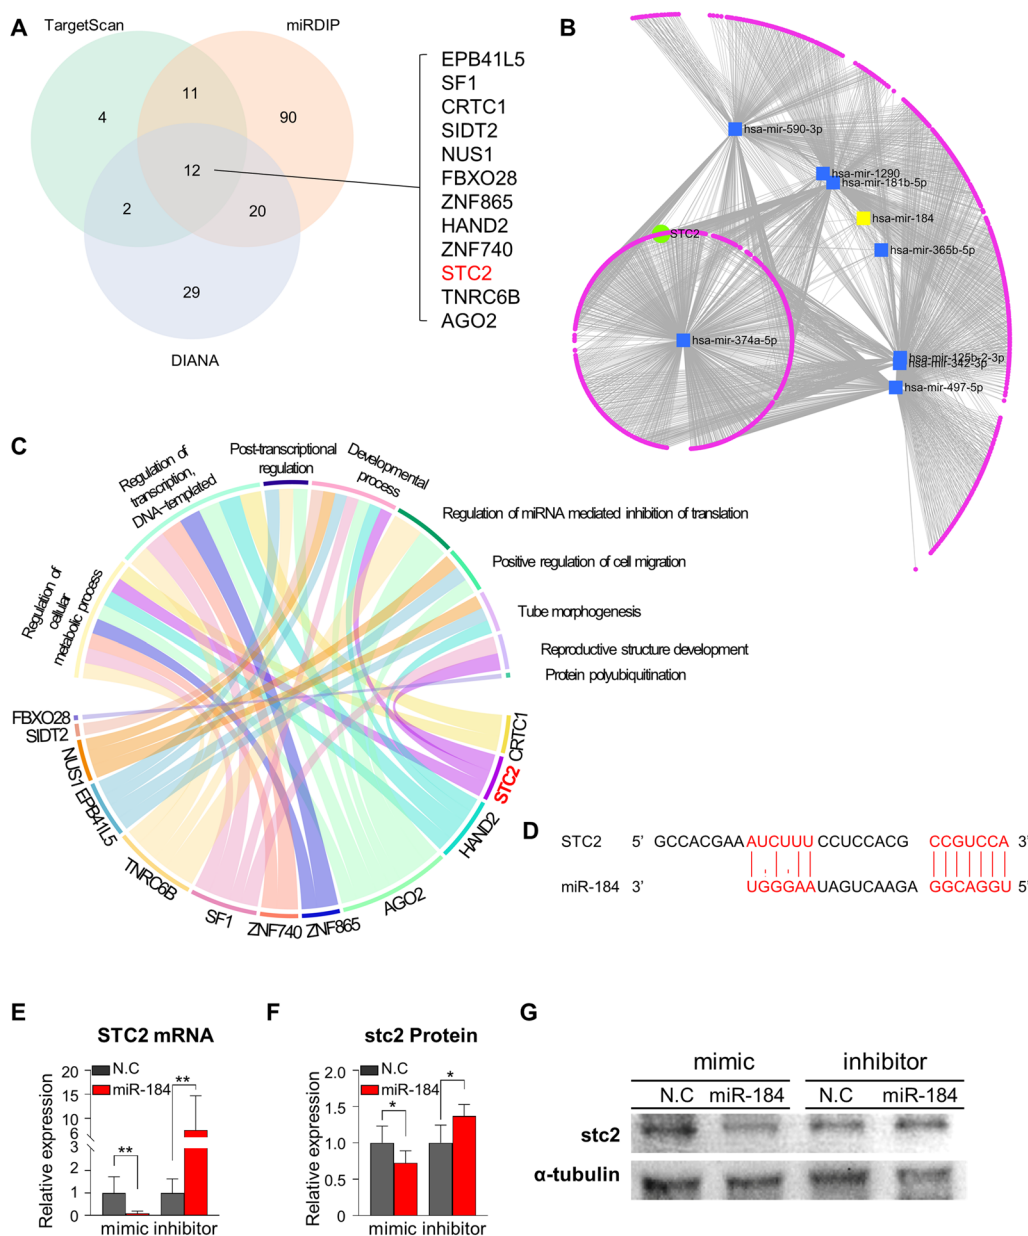 A
TargetScan
miRDIP
11
4
90
12
2
20
29
DIANA
EPB41L5
SF1
CRTC1
SIDT2
NUS1
FBXO28
ZNF865
HAND2
ZNF740
STC2
TNRC6B
AGO2
B
hsa-mir-590-3p
hsa-mir-1290
hsa-mir-181b-5p
hsa-mir-184
STC2
hsa-mir-365b-5p
hsa-mir-374a-5p
hsa-mir-125b-2-3p
hsa-mir-342-3p
hsa-mir-497-5p
C
Regulation of
cellular
metabolic process
Regulation of
transcription,
DNA-templated
Post-transcriptional
regulation
Developmental
process
Regulation of miRNA mediated inhibition of translation
Positive regulation of cell migration
Tube morphogenesis
Reproductive structure development
Protein polyubiquitination
FBXO28
SIDT2
NUS1
EPB41L5
TNRC6B
SF1
ZNF740
ZNF865
AGO2
HAND2
STC2
CRTC1
D
STC2 5' GCCACGAAAUCUUUCCUCCACG CCGUCCA 3'
miR-184 3' UGGGAAUAGUCAAGA GGCAGGU 5'
E
STC2 mRNA
Relative expression
20
15
10
6
3
2
1
0
N.C
miR-184
**
**
mimic inhibitor
F
stc2 Protein
Relative expression
2.0
1.5
1.0
0.5
0
N.C
miR-184
*
*
mimic inhibitor
G
mimic inhibitor
N.C miR-184 N.C miR-184
stc2
α-tubulin